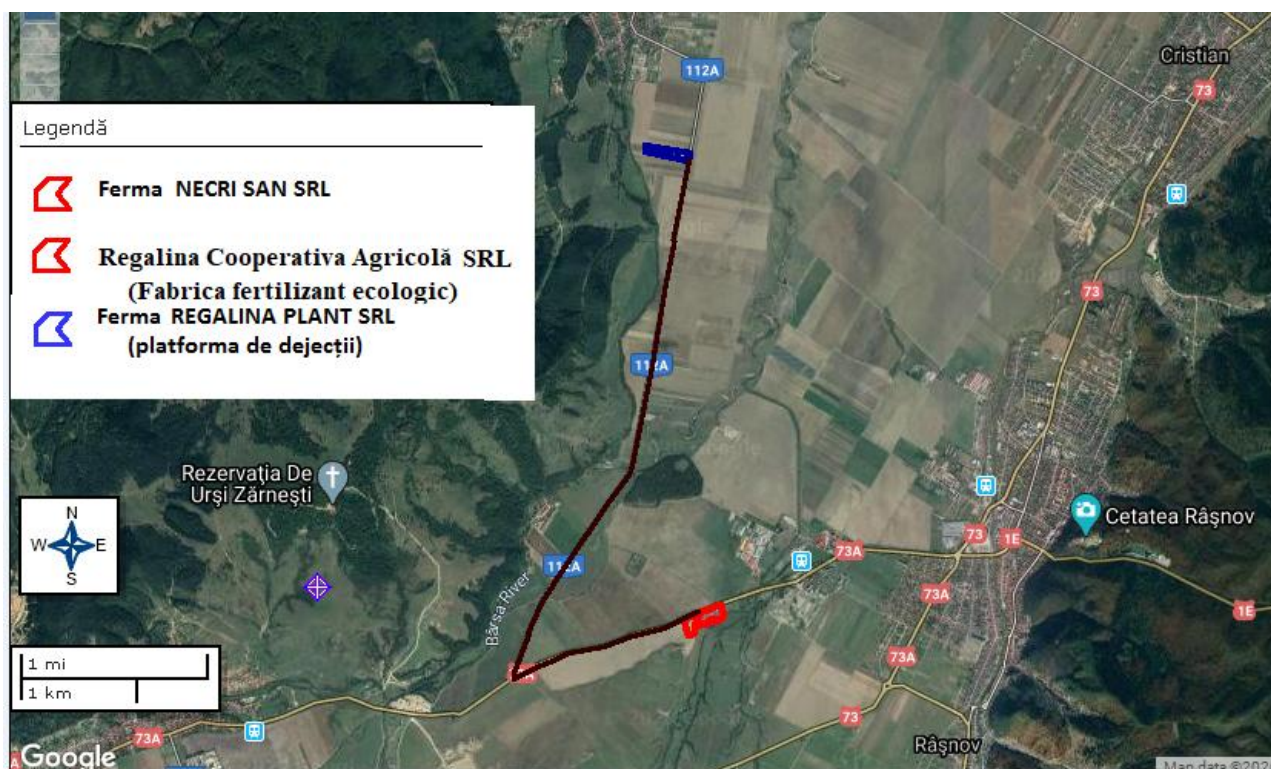 Legendă
Ferma NECRI SAN SRL
Regalina Cooperativa Agricolă SRL
(Fabrica fertilizant ecologic)
Ferma REGALINA PLANT SRL
(platforma de dejecții)
112A
Cristian
73
73
112A
Rezervația De
Urși Zărnești
N
W E
S
Cetatea Râșnov
73
1E
73A
112A
Bârsa River
73A
1E
73A
1 mi
1 km
73
Râșnov
73A
Google